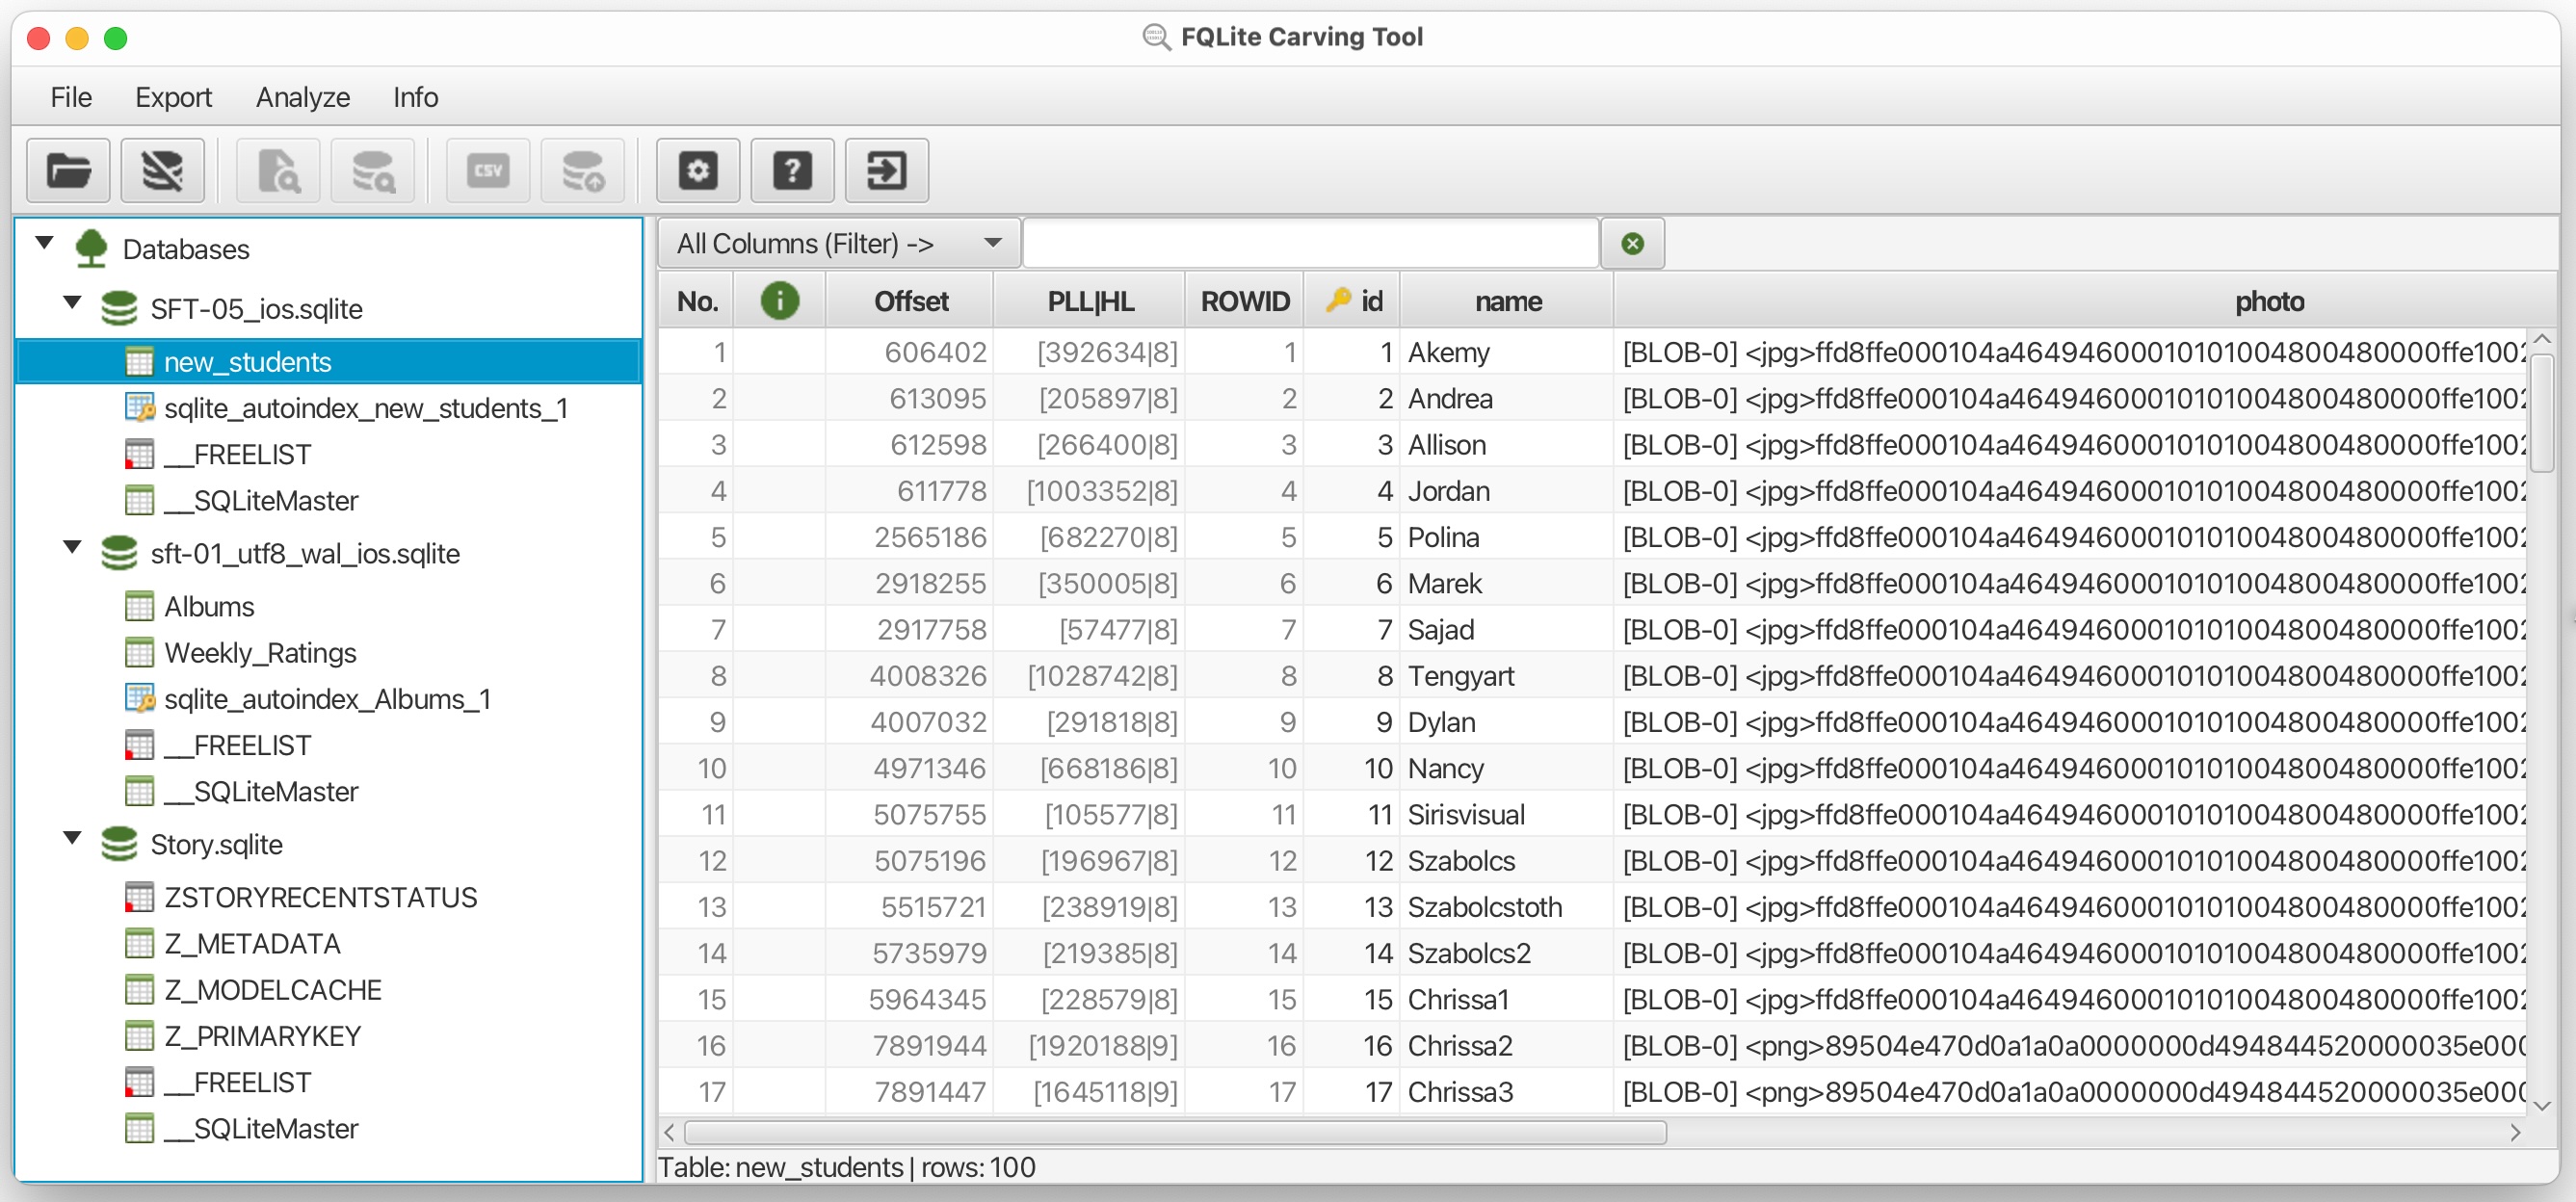 FQLite Carving Tool
File Export Analyze Info
CSV ?
Databases
SFT-05_ios.sqlite
new_students
sqlite_autoindex_new_students_1
__FREELIST
__SQLiteMaster
sft-01_utf8_wal_ios.sqlite
Albums
Weekly_Ratings
sqlite_autoindex_Albums_1
__FREELIST
__SQLiteMaster
Story.sqlite
ZSTORYRECENTSTATUS
Z_METADATA
Z_MODELCACHE
Z_PRIMARYKEY
__FREELIST
__SQLiteMaster
All Columns (Filter) ->
No. i Offset PLL|HL ROWID id name photo
1 606402 [392634|8] 1 1 Akemy [BLOB-0] <jpg>ffd8ffe000104a46494600010101004800480000ffe1002
2 613095 [205897|8] 2 2 Andrea [BLOB-0] <jpg>ffd8ffe000104a46494600010101004800480000ffe1002
3 612598 [266400|8] 3 3 Allison [BLOB-0] <jpg>ffd8ffe000104a46494600010101004800480000ffe1002
4 611778 [1003352|8] 4 4 Jordan [BLOB-0] <jpg>ffd8ffe000104a46494600010101004800480000ffe1002
5 2565186 [682270|8] 5 5 Polina [BLOB-0] <jpg>ffd8ffe000104a46494600010101004800480000ffe1002
6 2918255 [350005|8] 6 6 Marek [BLOB-0] <jpg>ffd8ffe000104a46494600010101004800480000ffe1002
7 2917758 [57477|8] 7 7 Sajad [BLOB-0] <jpg>ffd8ffe000104a46494600010101004800480000ffe1002
8 4008326 [1028742|8] 8 8 Tengyart [BLOB-0] <jpg>ffd8ffe000104a46494600010101004800480000ffe1002
9 4007032 [291818|8] 9 9 Dylan [BLOB-0] <jpg>ffd8ffe000104a46494600010101004800480000ffe1002
10 4971346 [668186|8] 10 10 Nancy [BLOB-0] <jpg>ffd8ffe000104a46494600010101004800480000ffe1002
11 5075755 [105577|8] 11 11 Sirisvisual [BLOB-0] <jpg>ffd8ffe000104a46494600010101004800480000ffe1002
12 5075196 [196967|8] 12 12 Szabolcs [BLOB-0] <jpg>ffd8ffe000104a46494600010101004800480000ffe1002
13 5515721 [238919|8] 13 13 Szabolcstoth [BLOB-0] <jpg>ffd8ffe000104a46494600010101004800480000ffe1002
14 5735979 [219385|8] 14 14 Szabolcs2 [BLOB-0] <jpg>ffd8ffe000104a46494600010101004800480000ffe1002
15 5964345 [228579|8] 15 15 Chrissa1 [BLOB-0] <jpg>ffd8ffe000104a46494600010101004800480000ffe1002
16 7891944 [1920188|9] 16 16 Chrissa2 [BLOB-0] <png>89504e470d0a1a0a0000000d494844520000035e000
17 7891447 [1645118|9] 17 17 Chrissa3 [BLOB-0] <png>89504e470d0a1a0a0000000d494844520000035e000
Table: new_students | rows: 100